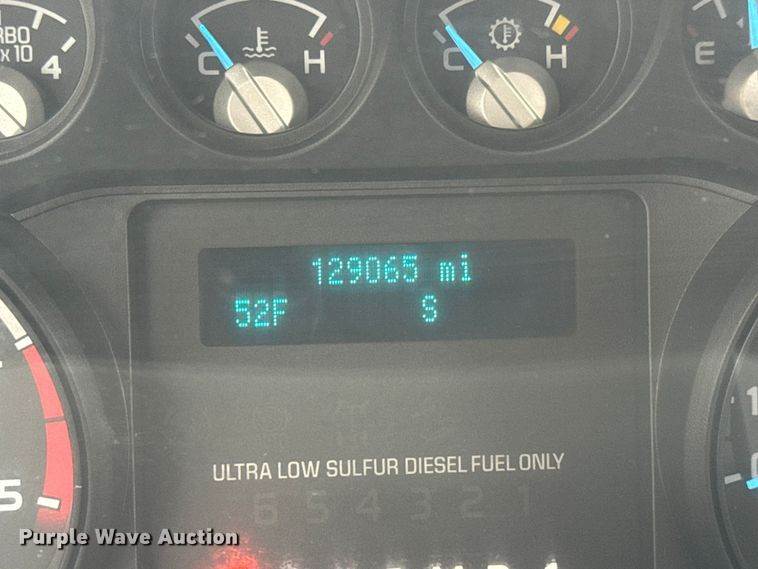 RBO
x 10
4
C H
C H
E
129065 mi
52F S
ULTRA LOW SULFUR DIESEL FUEL ONLY
6 5 4 3 2 1
5
Purple Wave Auction